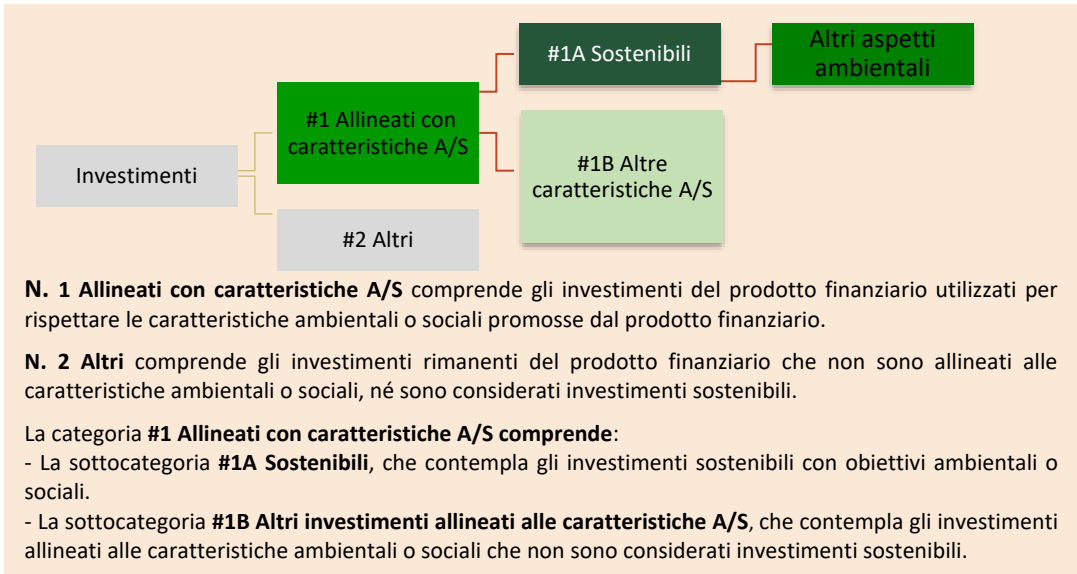 #1A Sostenibili
Altri aspetti
ambientali
#1 Allineati con
caratteristiche A/S
#1B Altre
caratteristiche A/S
Investimenti
#2 Altri
N. 1 Allineati con caratteristiche A/S comprende gli investimenti del prodotto finanziario utilizzati per
rispettare le caratteristiche ambientali o sociali promosse dal prodotto finanziario.
N. 2 Altri comprende gli investimenti rimanenti del prodotto finanziario che non sono allineati alle
caratteristiche ambientali o sociali, né sono considerati investimenti sostenibili.
La categoria #1 Allineati con caratteristiche A/S comprende:
- La sottocategoria #1A Sostenibili, che contempla gli investimenti sostenibili con obiettivi ambientali o
sociali.
- La sottocategoria #1B Altri investimenti allineati alle caratteristiche A/S, che contempla gli investimenti
allineati alle caratteristiche ambientali o sociali che non sono considerati investimenti sostenibili.